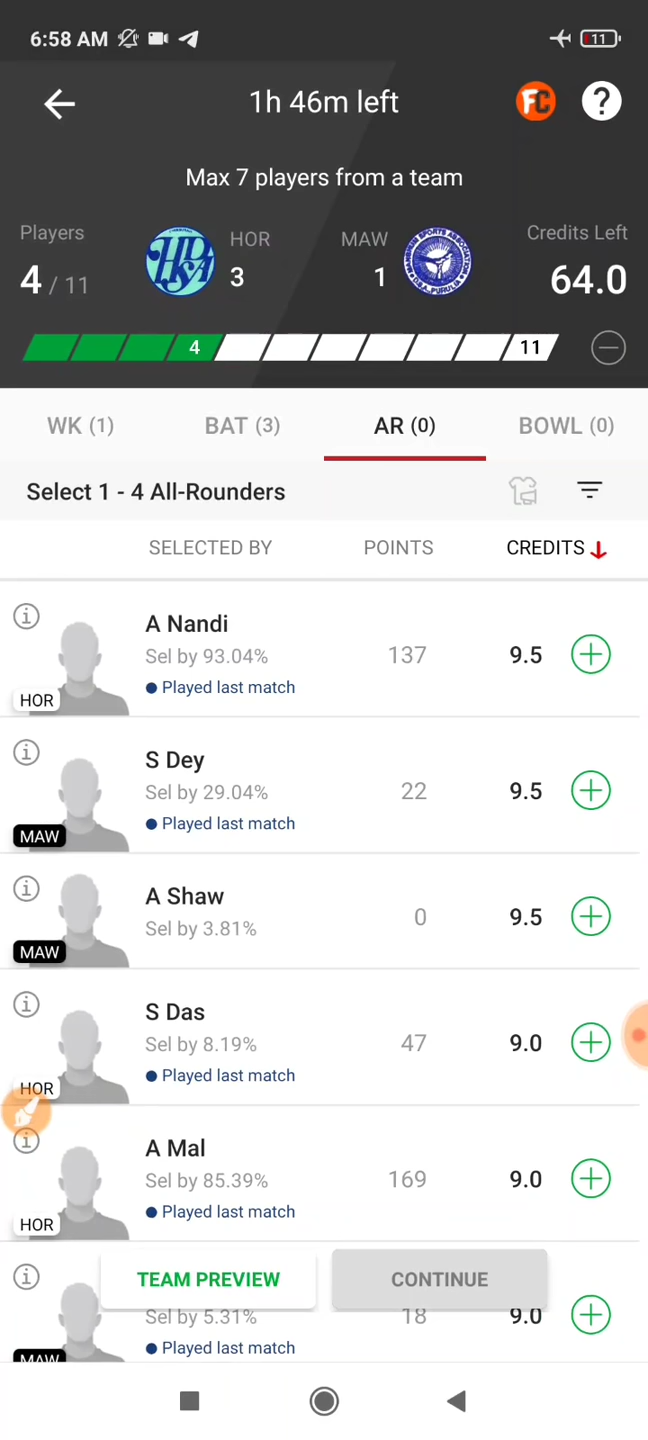 6:58 AM
11
1h 46m left
FC
?
Max 7 players from a team
Players
4 / 11
HOR
3
MAW
1
Credits Left
64.0
4
11
WK (1)
BAT (3)
AR (0)
BOWL (0)
Select 1 - 4 All-Rounders
SELECTED BY
POINTS
CREDITS
A Nandi
Sel by 93.04%
137
9.5
Played last match
HOR
S Dey
Sel by 29.04%
22
9.5
Played last match
MAW
A Shaw
Sel by 3.81%
0
9.5
MAW
S Das
Sel by 8.19%
47
9.0
Played last match
HOR
A Mal
Sel by 85.39%
169
9.0
Played last match
HOR
TEAM PREVIEW
CONTINUE
Sel by 5.31%
18
9.0
Played last match
MAW